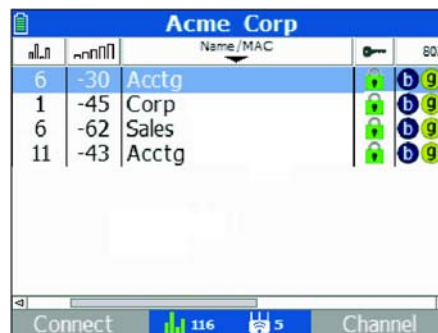 Acme Corp
Name/MAC 80
6 -30 Acctg b g
1 -45 Corp b g
6 -62 Sales b g
11 -43 Acctg b g
Connect 116 5 Channel